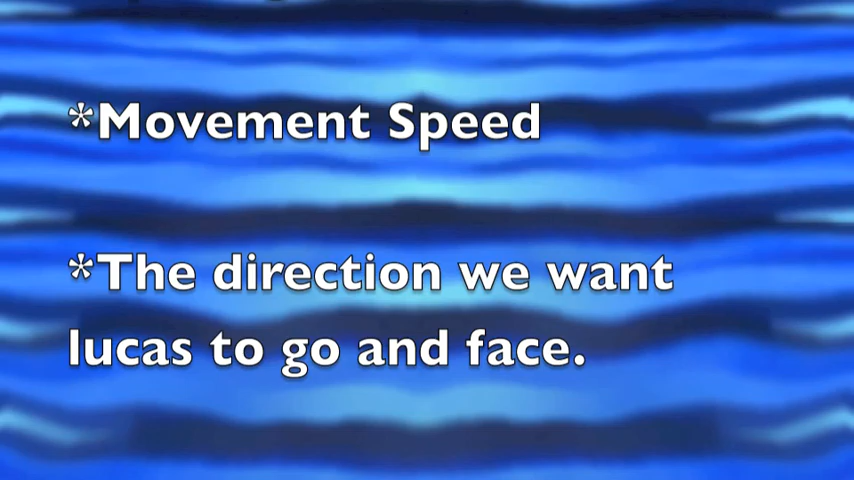 *Movement Speed
*The direction we want
lucas to go and face.